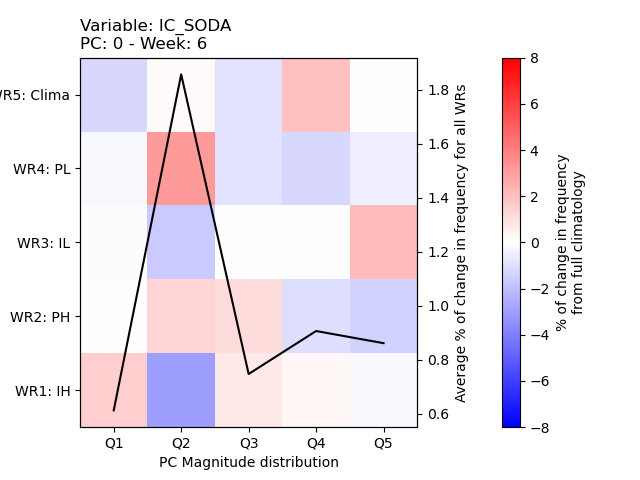 Variable: IC_SODA
PC: 0 - Week: 6
WR5: Clima
WR4: PL
WR3: IL
WR2: PH
WR1: IH
Q1 Q2 Q3 Q4 Q5
PC Magnitude distribution
1.8
1.6
1.4
1.2
1.0
0.8
0.6
Average % of change in frequency for all WRs
8
6
4
2
0
−2
−4
−6
−8
% of change in frequency
from full climatology